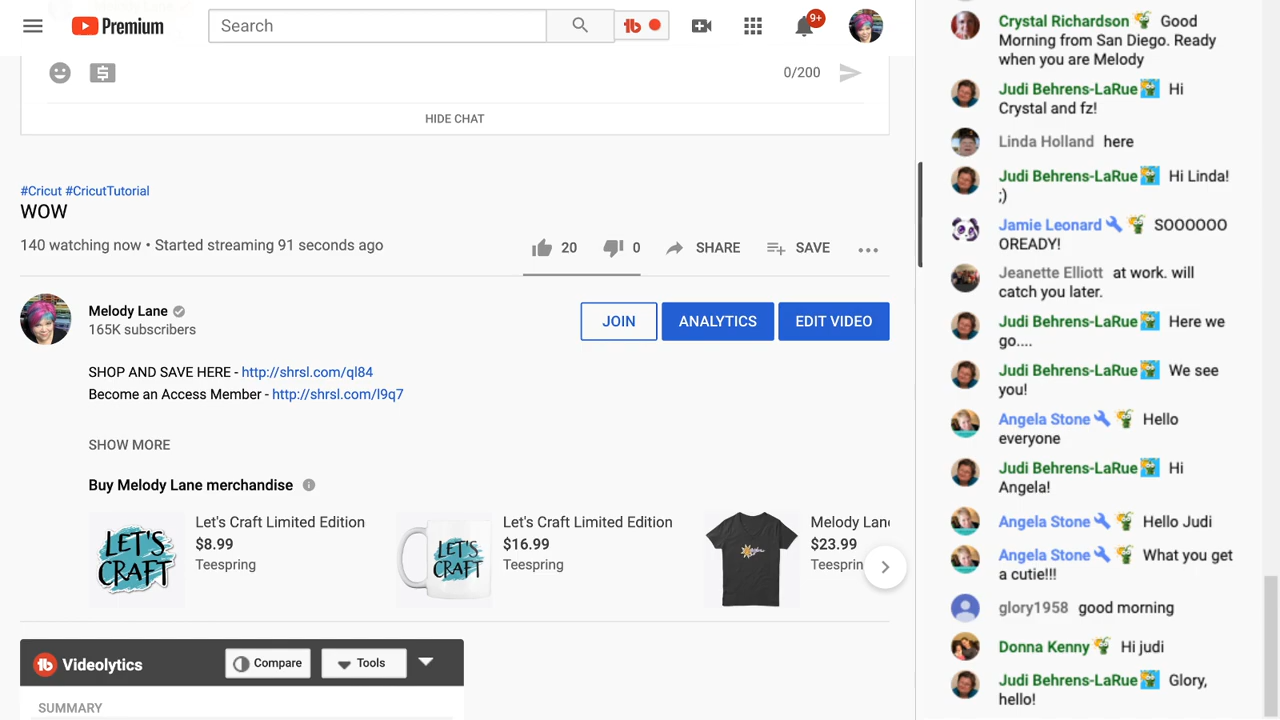 Premium
Search
9+
0/200
HIDE CHAT
#Cricut #CricutTutorial
WOW
140 watching now • Started streaming 91 seconds ago
20
0
SHARE
SAVE
Melody Lane
165K subscribers
JOIN
ANALYTICS
EDIT VIDEO
SHOP AND SAVE HERE - http://shrsl.com/ql84
Become an Access Member - http://shrsl.com/l9q7
SHOW MORE
Buy Melody Lane merchandise
LET'S
CRAFT
Let's Craft Limited Edition
$8.99
Teespring
LET'S
CRAFT
Let's Craft Limited Edition
$16.99
Teespring
Melody Lan
$23.99
Teesprin
Videolytics
Compare
Tools
SUMMARY
Crystal Richardson Good
Morning from San Diego. Ready
when you are Melody
Judi Behrens-LaRue Hi
Crystal and fz!
Linda Holland here
Judi Behrens-LaRue Hi Linda!
;)
Jamie Leonard SOOOOOO
OREADY!
Jeanette Elliott at work. will
catch you later.
Judi Behrens-LaRue Here we
go....
Judi Behrens-LaRue We see
you!
Angela Stone Hello
everyone
Judi Behrens-LaRue Hi
Angela!
Angela Stone Hello Judi
Angela Stone What you get
a cutie!!!
glory1958 good morning
Donna Kenny Hi judi
Judi Behrens-LaRue Glory,
hello!